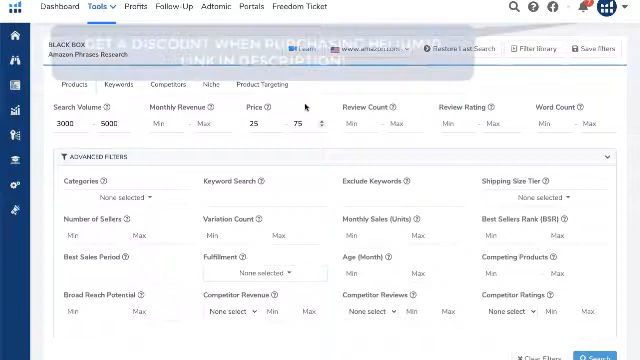 Dashboard Tools Profits Follow-Up Adtomic Portals Freedom Ticket
GET A DISCOUNT WHEN PURCHASING HELIUM10
LINK IN DESCRIPTION!
BLACK BOX
Amazon Phrases Research
Learn www.amazon.com Restore Last Search Filter library Save filters
Products Keywords Competitors Niche Product Targeting
Search Volume Monthly Revenue Price Review Count Review Rating Word Count
3000 - 5000 Min - Max 25 - 75 Min - Max Min - Max Min - Max
ADVANCED FILTERS
Categories Keyword Search Exclude Keywords Shipping Size Tier
None selected None selected
Number of Sellers Variation Count Monthly Sales (Units) Best Sellers Rank (BSR)
Min Max Min Max Min Max Min Max
Best Sales Period Fulfillment Age (Month) Competing Products
None selected Min Max Min - Max
Broad Reach Potential Competitor Revenue Competitor Reviews Competitor Ratings
Min Max None select Min Max None select Min Max None select Min Max
Clear Filters Search